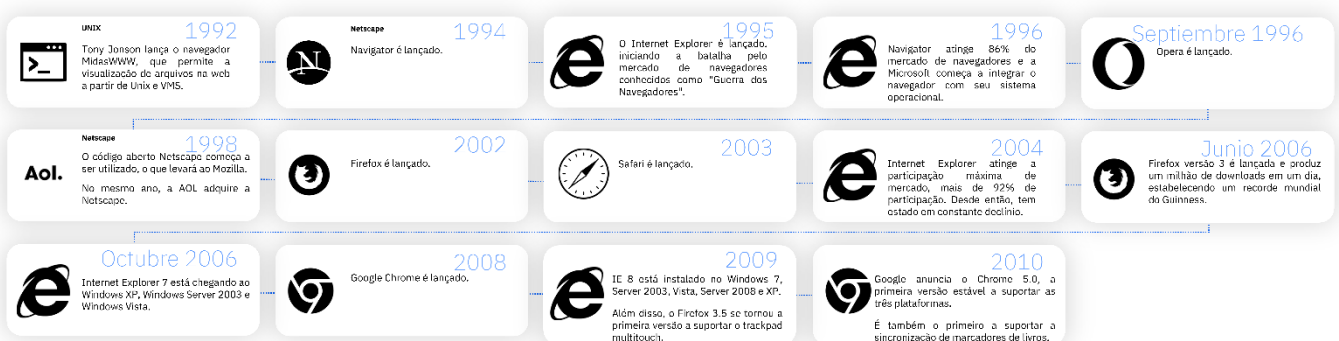 UNIX
1992
Tony Jonson lança o navegador
MidasWWW, que permite a
visualização de arquivos na web
a partir de Unix e VMS.
Netscape
1994
Navigator é lançado.
N
1995
O Internet Explorer é lançado,
iniciando a batalha pelo
mercado de navegadores
conhecidos como "Guerra dos
Navegadores".
1996
Navigator atinge 86% do
mercado de navegadores e a
Microsoft começa a integrar o
navegador com seu sistema
operacional.
Septiembre 1996
Opera é lançado.
Netscape
1998
Aol.
O código aberto Netscape começa a
ser utilizado, o que levará ao Mozilla.
No mesmo ano, a AOL adquire a
Netscape.
2002
Firefox é lançado.
2003
Safari é lançado.
2004
Internet Explorer atinge a
participação máxima de
mercado, mais de 92% de
participação. Desde então, tem
estado em constante declínio.
Junio 2006
Firefox versão 3 é lançada e produz
um milhão de downloads em um dia,
estabelecendo um recorde mundial
do Guinness.
Octubre 2006
Internet Explorer 7 está chegando ao
Windows XP, Windows Server 2003 e
Windows Vista.
2008
Google Chrome é lançado.
2009
IE 8 está instalado no Windows 7,
Server 2003, Vista, Server 2008 e XP.
Além disso, o Firefox 3.5 se tornou a
primeira versão a suportar o trackpad
multitouch.
2010
Google anuncia o Chrome 5.0, a
primeira versão estável a suportar as
três plataformas.
É também o primeiro a suportar a
sincronização de marcadores de livros.